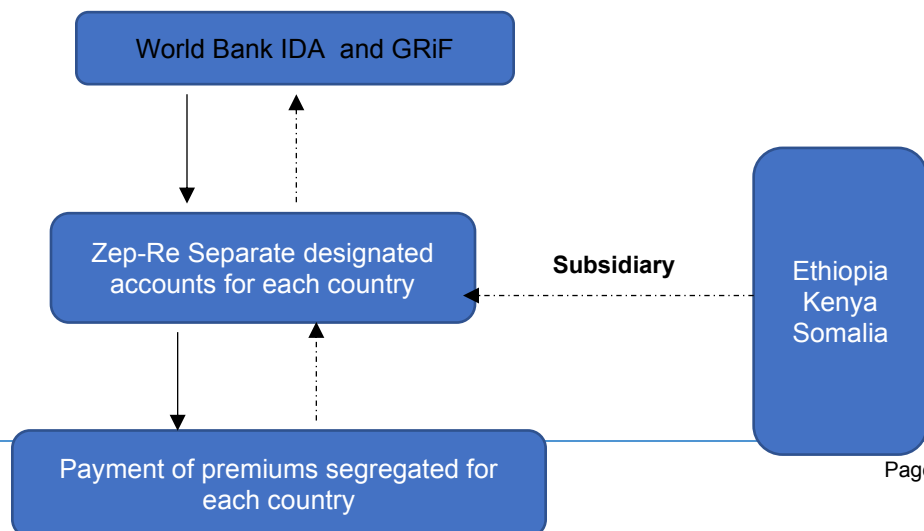 World Bank IDA and GRiF
Zep-Re Separate designated
accounts for each country
Subsidiary
Ethiopia
Kenya
Somalia
Payment of premiums segregated for
each country
Page